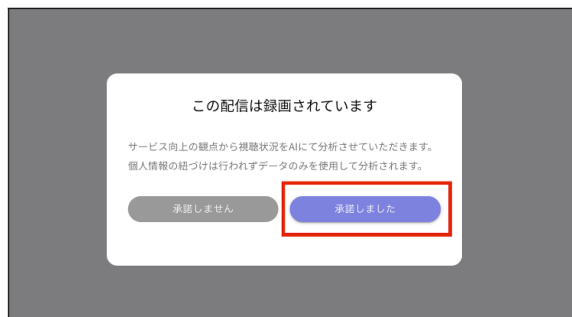 この配信は録画されています
サービス向上の観点から視聴状況をAIにて分析させていただきます。
個人情報の紐づけは行われずデータのみを使用して分析されます。
承諾しません
承諾しました